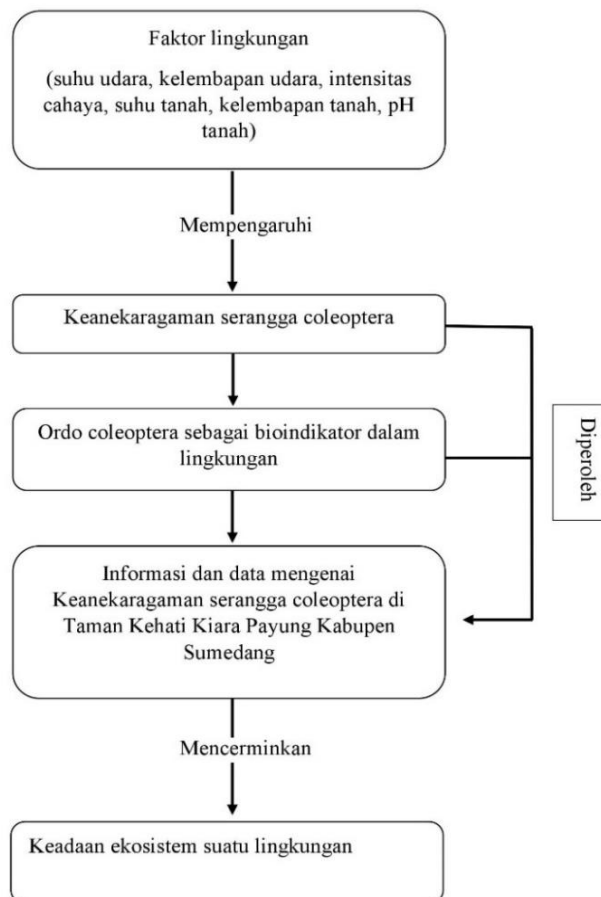 Faktor lingkungan
(suhu udara, kelembapan udara, intensitas
cahaya, suhu tanah, kelembapan tanah, pH
tanah)
Mempengaruhi
Keanekaragaman serangga coleoptera
Ordo coleoptera sebagai bioindikator dalam
lingkungan
Diperoleh
Informasi dan data mengenai
Keanekaragaman serangga coleoptera di
Taman Kehati Kiara Payung Kabupen
Sumedang
Mencerminkan
Keadaan ekosistem suatu lingkungan